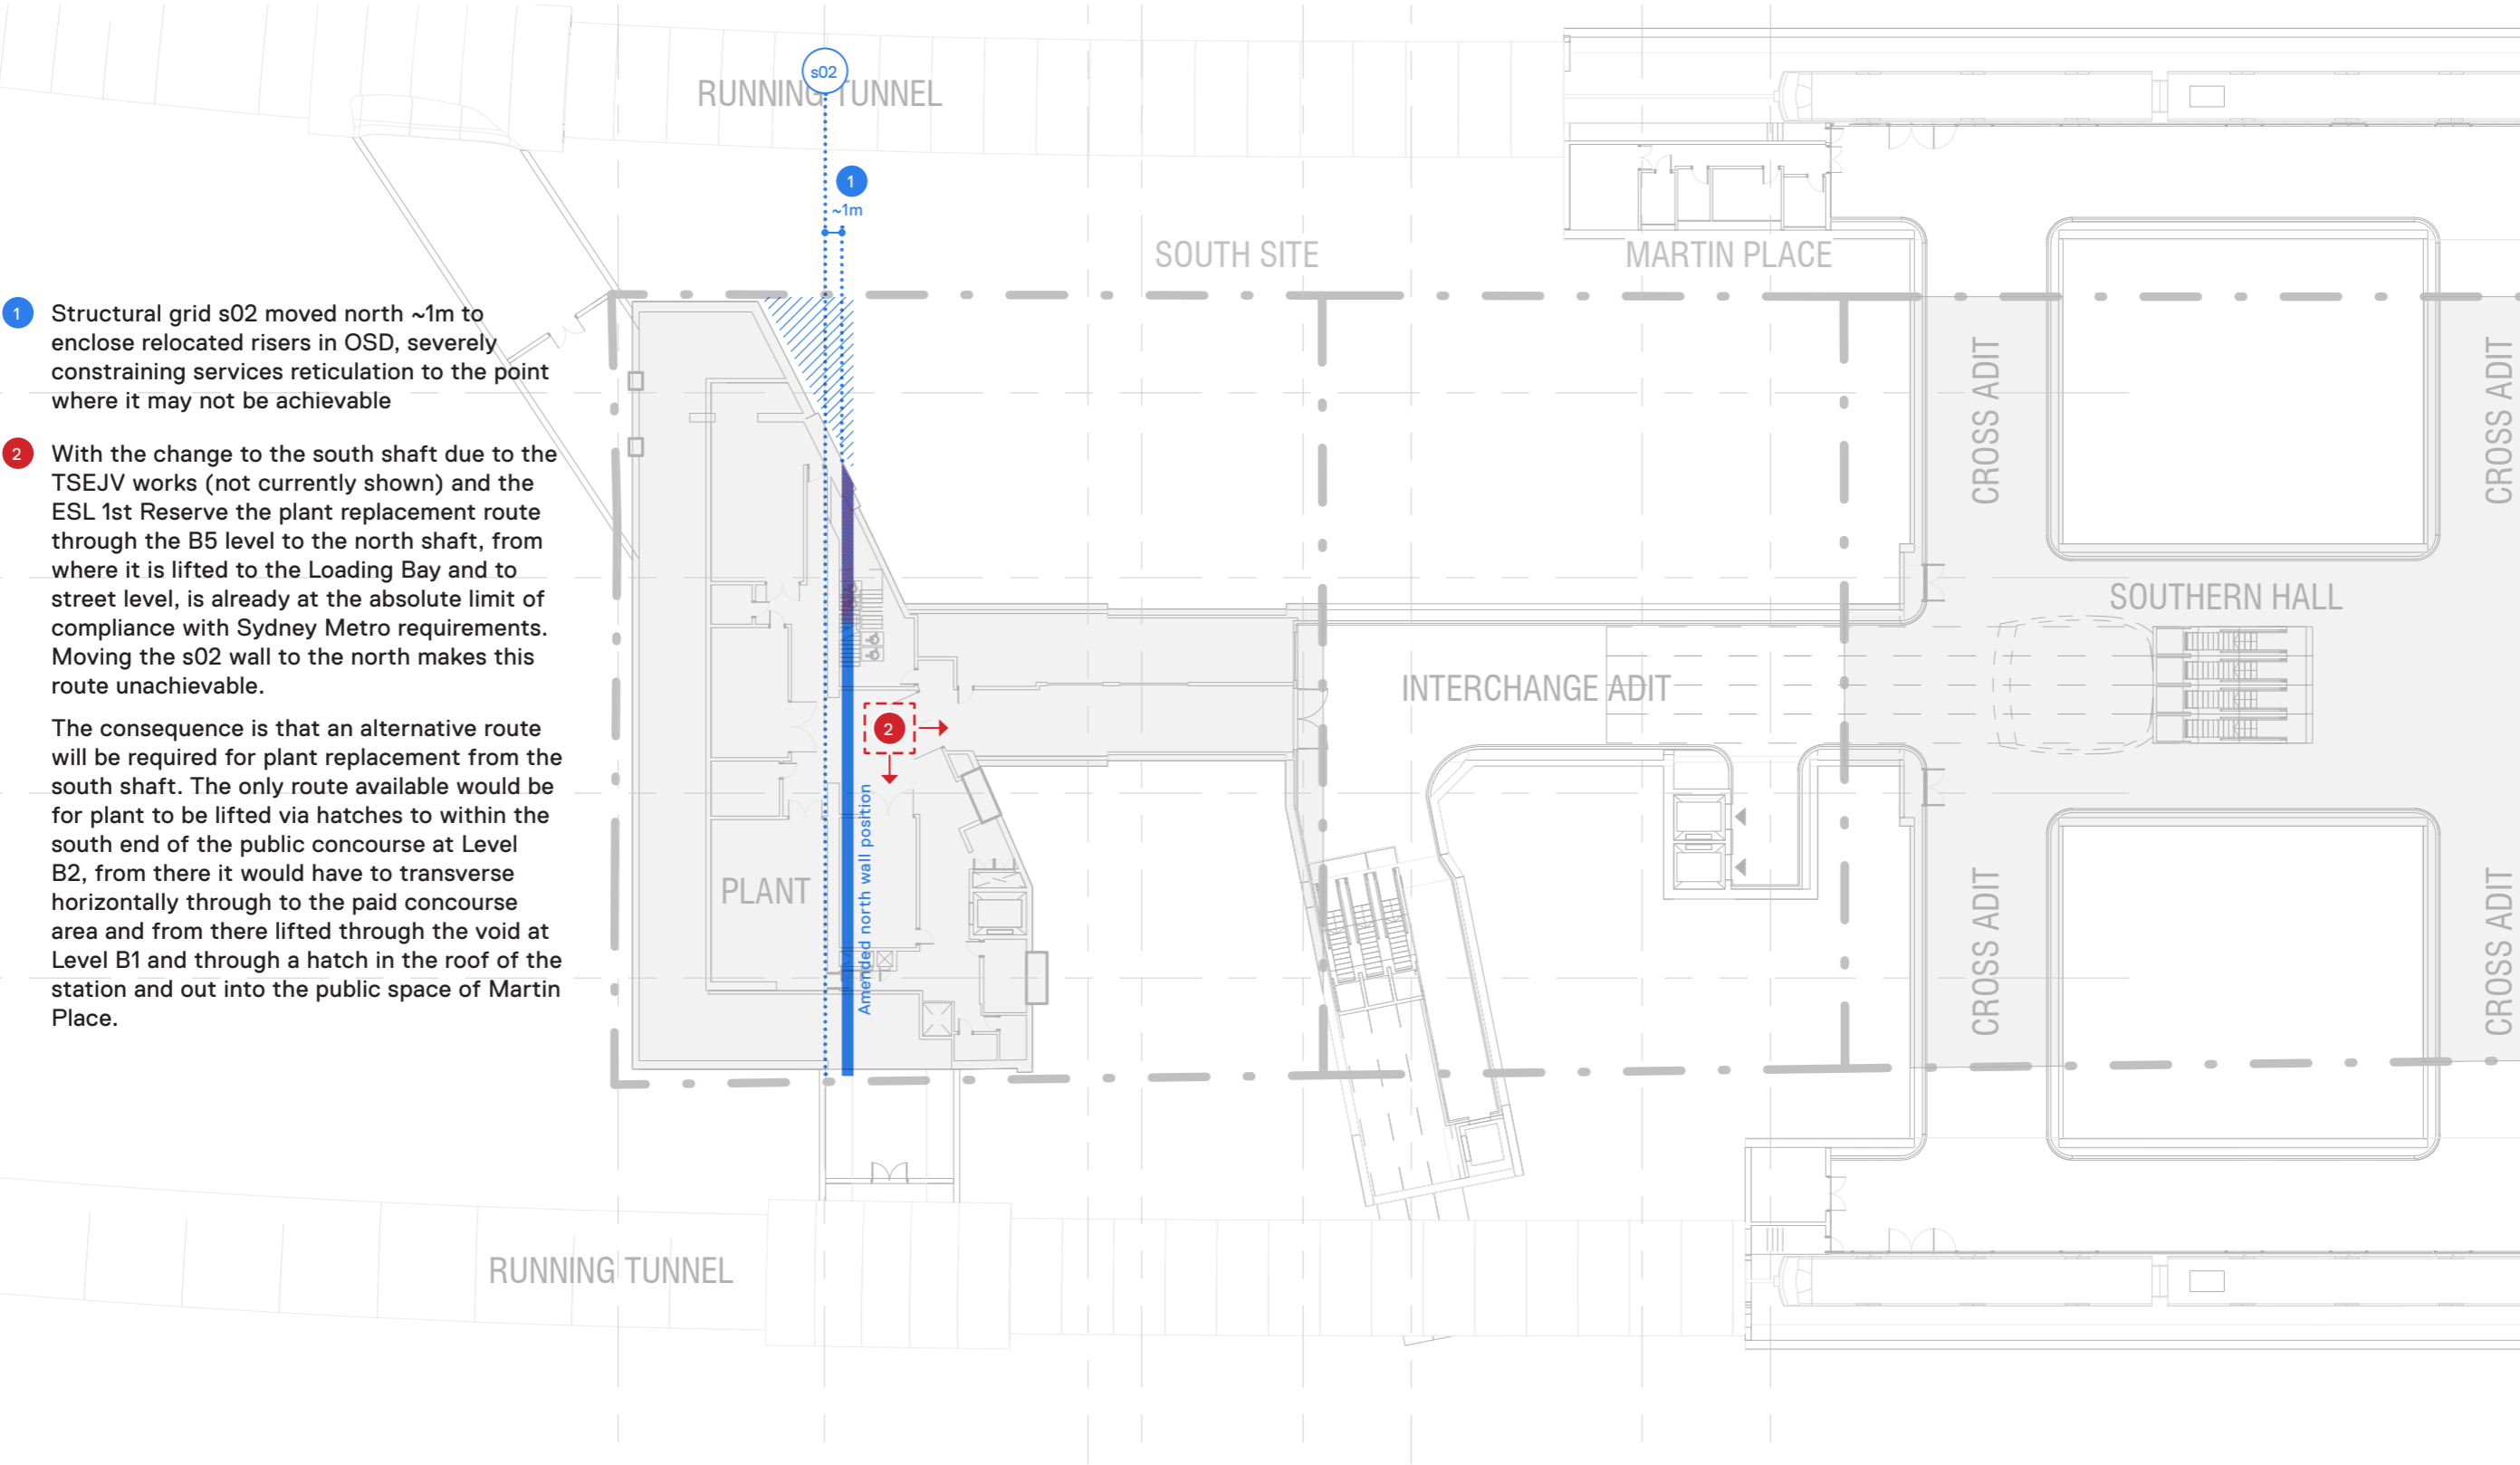 s02
RUNNING TUNNEL
1
~1m
SOUTH SITE
MARTIN PLACE
1
Structural grid s02 moved north ~1m to
enclose relocated risers in OSD, severely
constraining services reticulation to the point
where it may not be achievable
2
With the change to the south shaft due to the
TSEJV works (not currently shown) and the
ESL 1st Reserve the plant replacement route
through the B5 level to the north shaft, from
where it is lifted to the Loading Bay and to
street level, is already at the absolute limit of
compliance with Sydney Metro requirements.
Moving the s02 wall to the north makes this
route unachievable.
The consequence is that an alternative route
will be required for plant replacement from the
south shaft. The only route available would be
for plant to be lifted via hatches to within the
south end of the public concourse at Level
B2, from there it would have to transverse
horizontally through to the paid concourse
area and from there lifted through the void at
Level B1 and through a hatch in the roof of the
station and out into the public space of Martin
Place.
CROSS ADIT
CROSS ADIT
SOUTHERN HALL
INTERCHANGE ADIT
2
Amended north wall position
PLANT
CROSS ADIT
CROSS ADIT
RUNNING TUNNEL